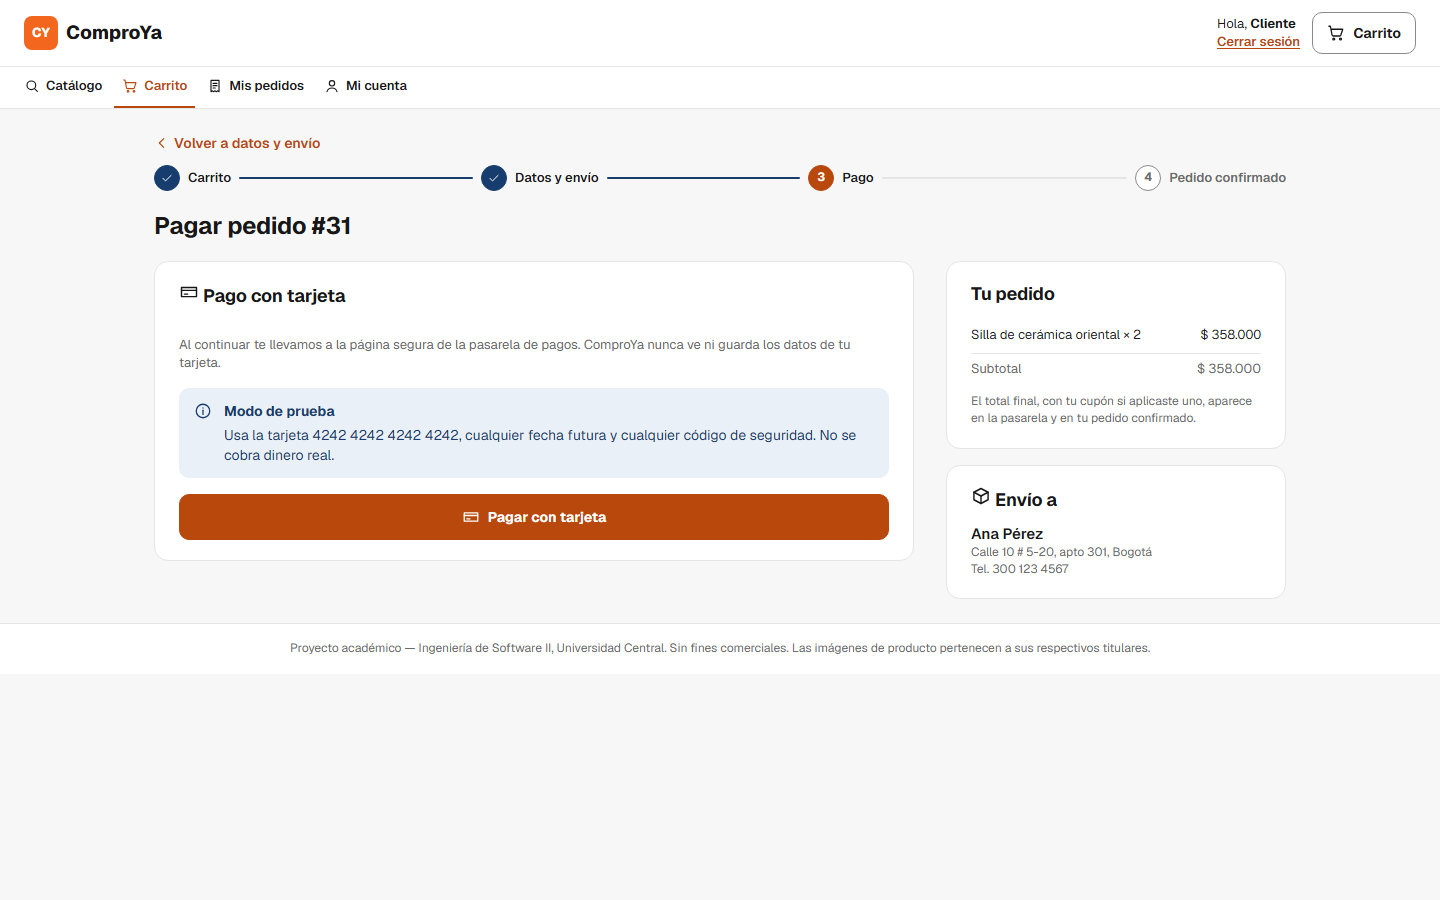 CY ComproYa
Hola, Cliente
Cerrar sesión
Carrito
Catálogo
Carrito
Mis pedidos
Mi cuenta
Volver a datos y envío
Carrito
Datos y envío
3 Pago
4 Pedido confirmado
Pagar pedido #31
Pago con tarjeta
Al continuar te llevamos a la página segura de la pasarela de pagos. ComproYa nunca ve ni guarda los datos de tu
tarjeta.
Modo de prueba
Usa la tarjeta 4242 4242 4242 4242, cualquier fecha futura y cualquier código de seguridad. No se
cobra dinero real.
Pagar con tarjeta
Tu pedido
Silla de cerámica oriental × 2 $ 358.000
Subtotal $ 358.000
El total final, con tu cupón si aplicaste uno, aparece
en la pasarela y en tu pedido confirmado.
Envío a
Ana Pérez
Calle 10 # 5-20, apto 301, Bogotá
Tel. 300 123 4567
Proyecto académico — Ingeniería de Software II, Universidad Central. Sin fines comerciales. Las imágenes de producto pertenecen a sus respectivos titulares.